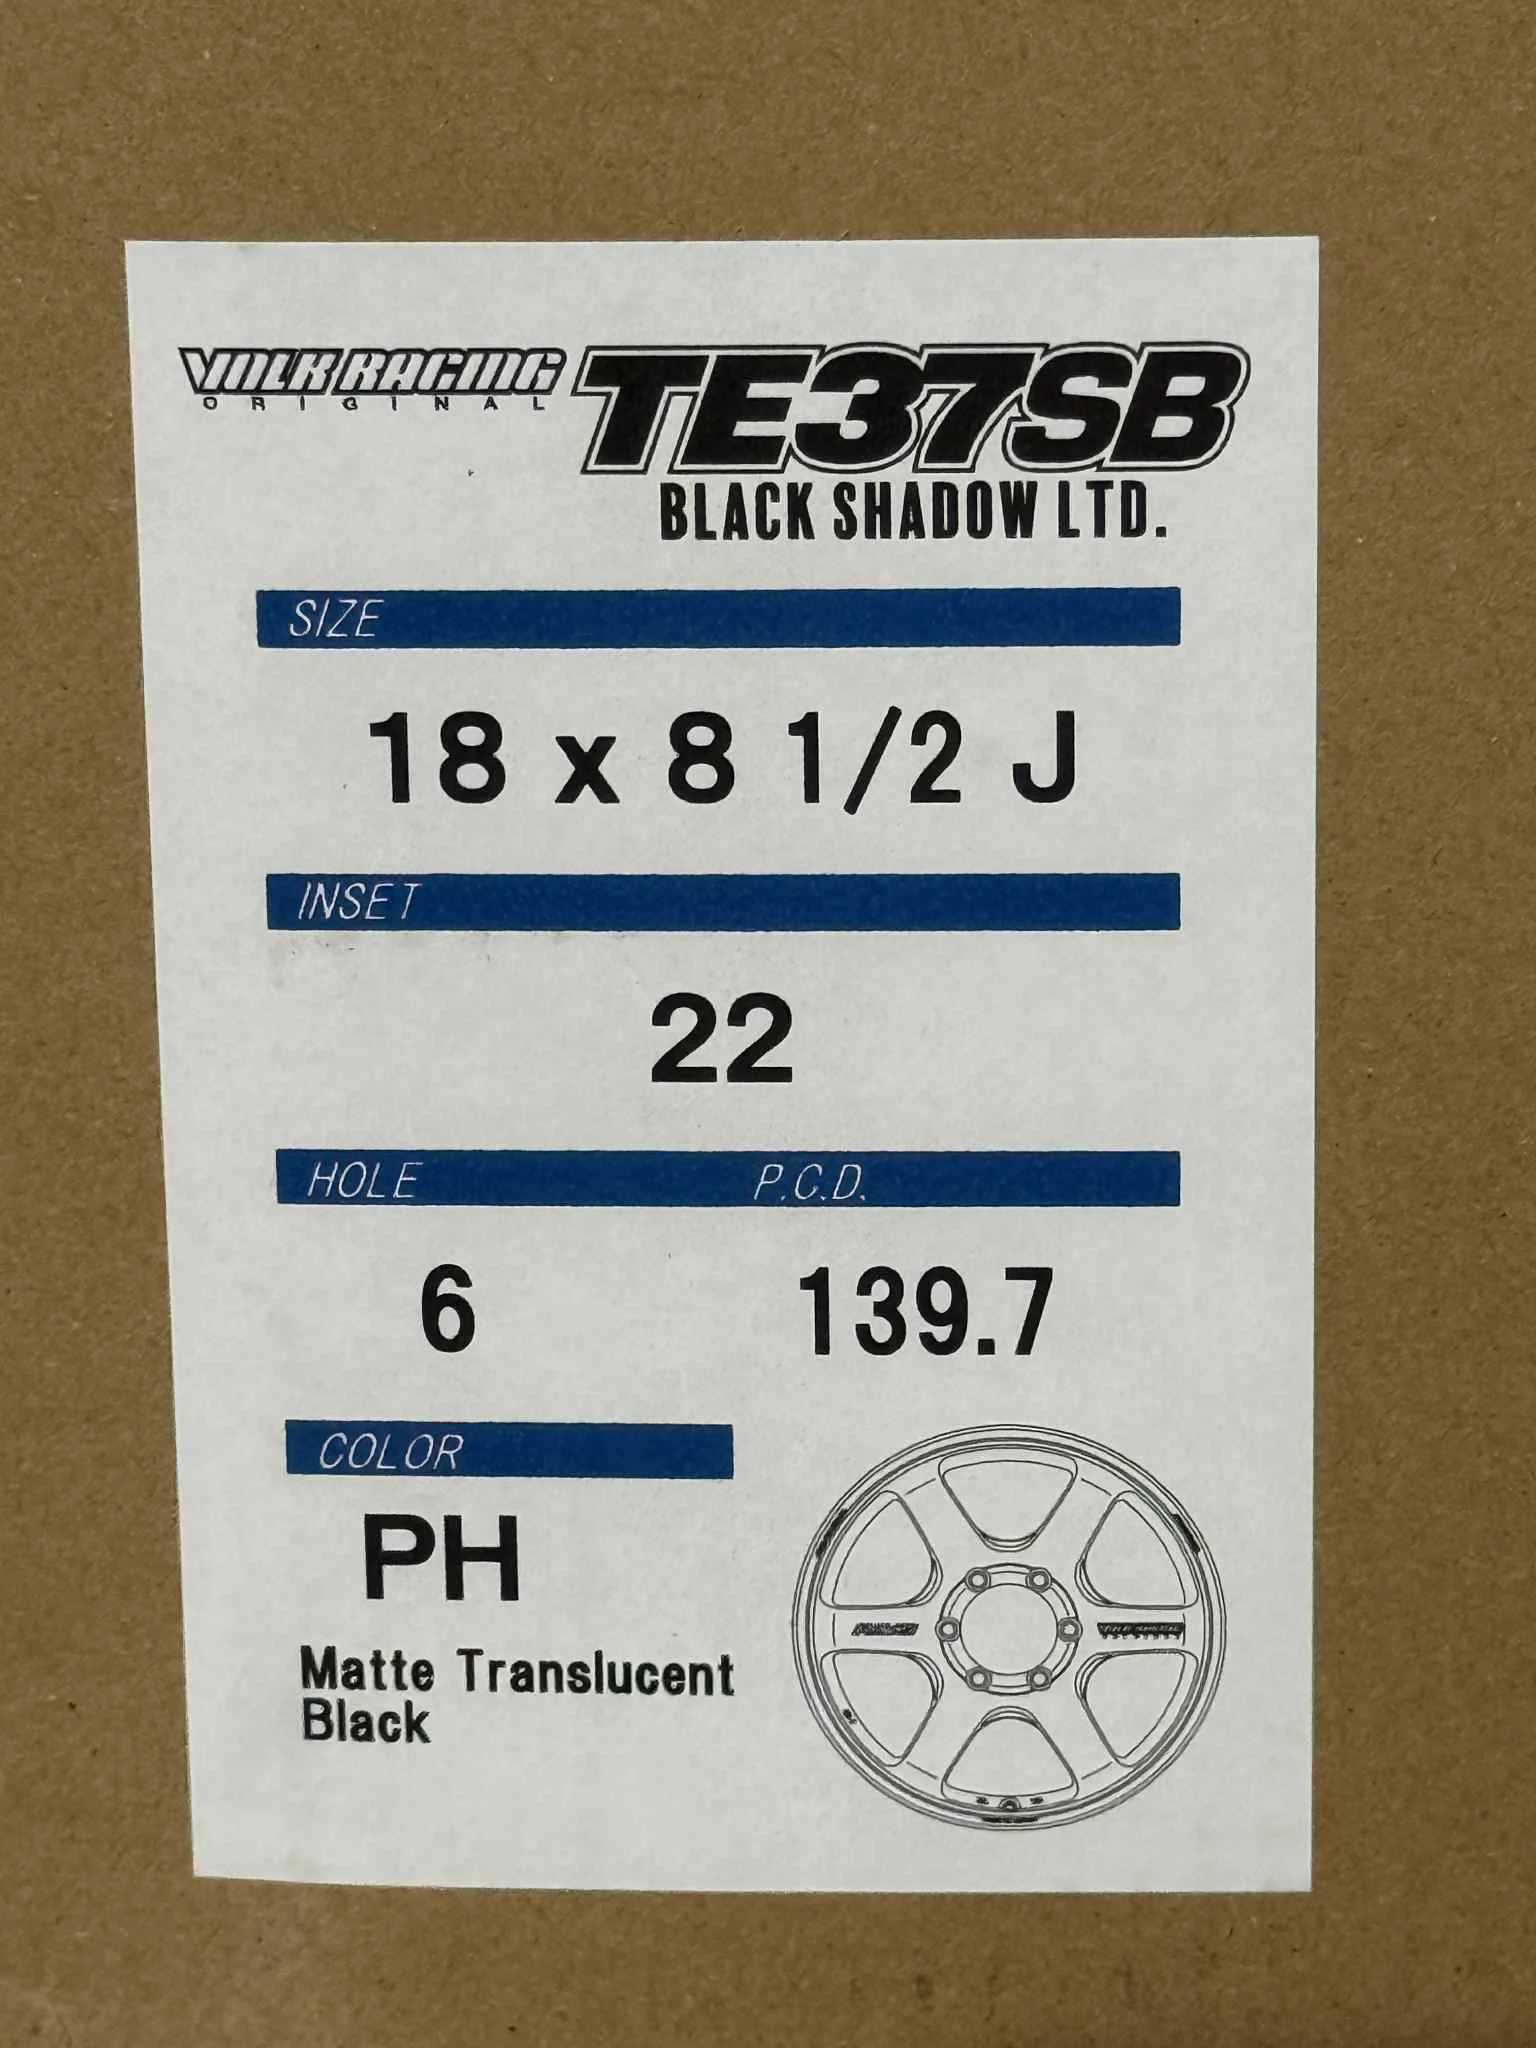 VOLK RACING TE37SB
ORIGINAL
BLACK SHADOW LTD.
SIZE
18 x 8 1/2 J
INSET
22
HOLE P.C.D.
6 139.7
COLOR
PH
Matte Translucent
Black